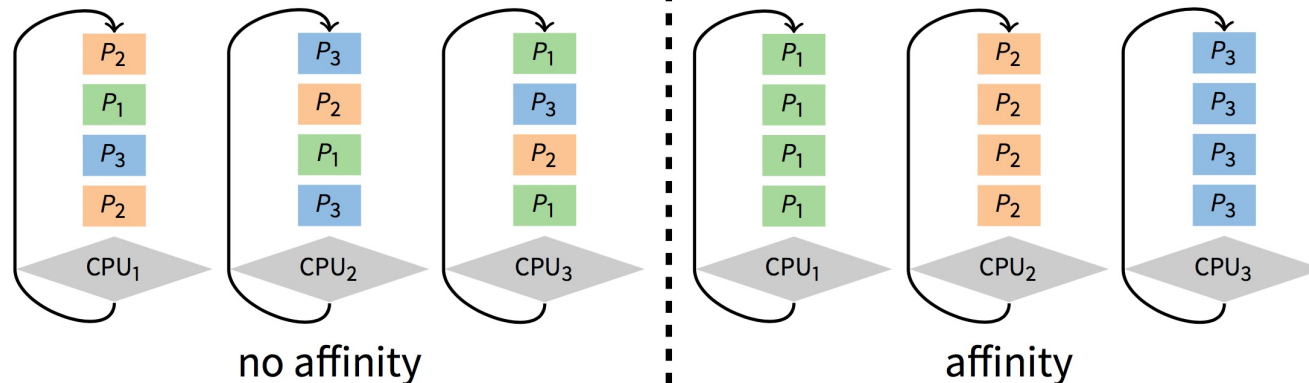 P₂ P₃ P₁ P₁ P₂ P₃
P₁ P₂ P₃ P₁ P₂ P₃
P₃ P₁ P₂ P₁ P₂ P₃
P₂ P₃ P₁ P₁ P₂ P₃
CPU₁ CPU₂ CPU₃ CPU₁ CPU₂ CPU₃
no affinity affinity